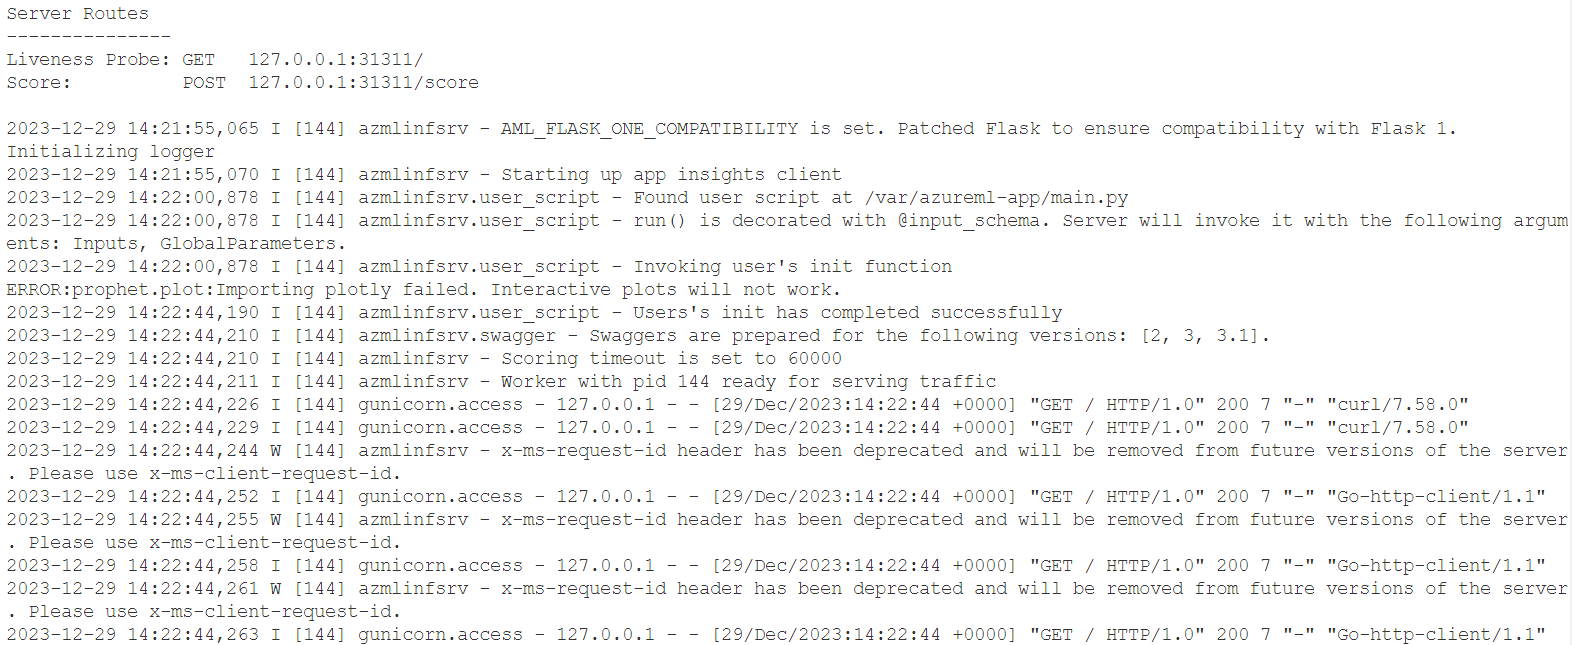 Server Routes
---------------
Liveness Probe: GET   127.0.0.1:31311/
Score:          POST  127.0.0.1:31311/score
2023-12-29 14:21:55,065 I [144] azmlinfsrv - AML_FLASK_ONE_COMPATIBILITY is set. Patched Flask to ensure compatibility with Flask 1.
Initializing logger
2023-12-29 14:21:55,070 I [144] azmlinfsrv - Starting up app insights client
2023-12-29 14:22:00,878 I [144] azmlinfsrv.user_script - Found user script at /var/azureml-app/main.py
2023-12-29 14:22:00,878 I [144] azmlinfsrv.user_script - run() is decorated with @input_schema. Server will invoke it with the following argum
ents: Inputs, GlobalParameters.
2023-12-29 14:22:00,878 I [144] azmlinfsrv.user_script - Invoking user's init function
ERROR:prophet.plot:Importing plotly failed. Interactive plots will not work.
2023-12-29 14:22:44,190 I [144] azmlinfsrv.user_script - Users's init has completed successfully
2023-12-29 14:22:44,210 I [144] azmlinfsrv.swagger - Swaggers are prepared for the following versions: [2, 3, 3.1].
2023-12-29 14:22:44,210 I [144] azmlinfsrv - Scoring timeout is set to 60000
2023-12-29 14:22:44,211 I [144] azmlinfsrv - Worker with pid 144 ready for serving traffic
2023-12-29 14:22:44,226 I [144] gunicorn.access - 127.0.0.1 - - [29/Dec/2023:14:22:44 +0000] "GET / HTTP/1.0" 200 7 "-" "curl/7.58.0"
2023-12-29 14:22:44,229 I [144] gunicorn.access - 127.0.0.1 - - [29/Dec/2023:14:22:44 +0000] "GET / HTTP/1.0" 200 7 "-" "curl/7.58.0"
2023-12-29 14:22:44,244 W [144] azmlinfsrv - x-ms-request-id header has been deprecated and will be removed from future versions of the server
. Please use x-ms-client-request-id.
2023-12-29 14:22:44,252 I [144] gunicorn.access - 127.0.0.1 - - [29/Dec/2023:14:22:44 +0000] "GET / HTTP/1.0" 200 7 "-" "Go-http-client/1.1"
2023-12-29 14:22:44,255 W [144] azmlinfsrv - x-ms-request-id header has been deprecated and will be removed from future versions of the server
. Please use x-ms-client-request-id.
2023-12-29 14:22:44,258 I [144] gunicorn.access - 127.0.0.1 - - [29/Dec/2023:14:22:44 +0000] "GET / HTTP/1.0" 200 7 "-" "Go-http-client/1.1"
2023-12-29 14:22:44,261 W [144] azmlinfsrv - x-ms-request-id header has been deprecated and will be removed from future versions of the server
. Please use x-ms-client-request-id.
2023-12-29 14:22:44,263 I [144] gunicorn.access - 127.0.0.1 - - [29/Dec/2023:14:22:44 +0000] "GET / HTTP/1.0" 200 7 "-" "Go-http-client/1.1"